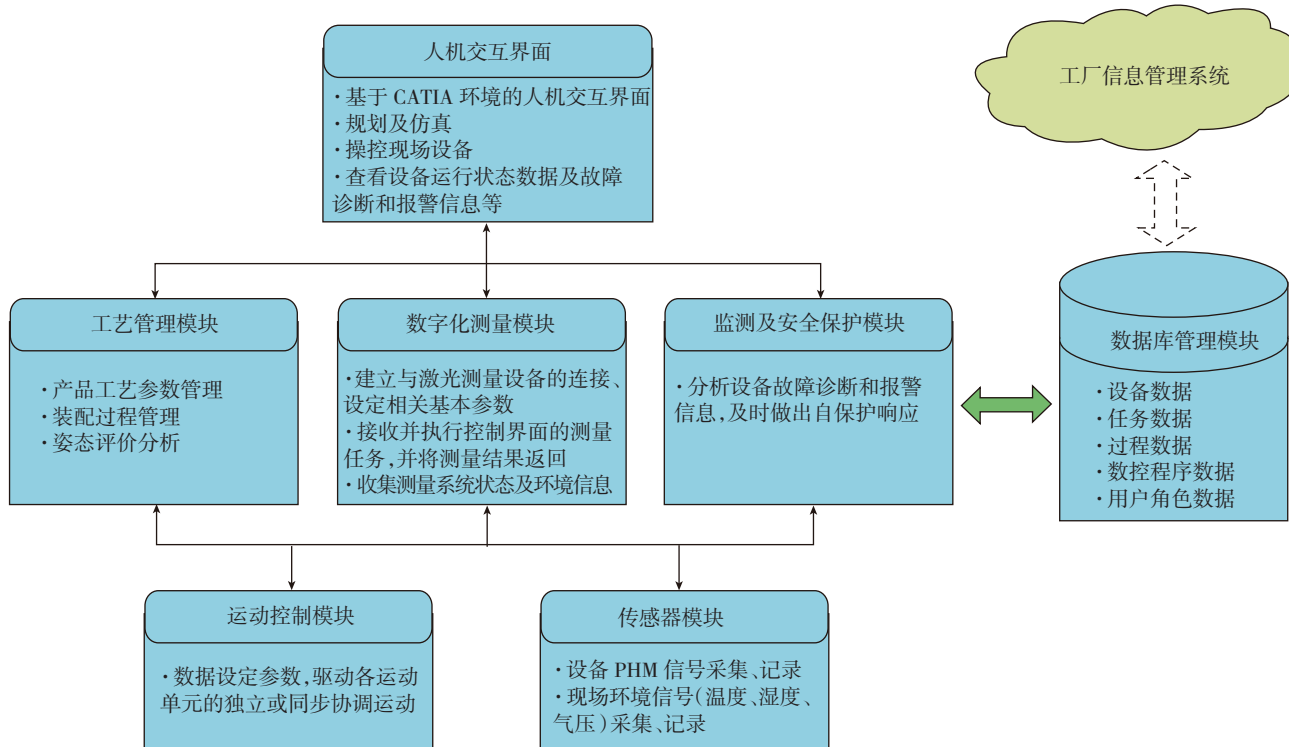 人机交互界面
·基于 CATIA 环境的人机交互界面
·规划及仿真
·操控现场设备
·查看设备运行状态数据及故障
诊断和报警信息等
工厂信息管理系统
工艺管理模块
·产品工艺参数管理
·装配过程管理
·姿态评价分析
数字化测量模块
·建立与激光测量设备的连接、
设定相关基本参数
·接收并执行控制界面的测量
任务,并将测量结果返回
·收集测量系统状态及环境信息
监测及安全保护模块
·分析设备故障诊断和报警
信息,及时做出自保护响应
数据库管理模块
·设备数据
·任务数据
·过程数据
·数控程序数据
·用户角色数据
运动控制模块
·数据设定参数,驱动各运动
单元的独立或同步协调运动
传感器模块
·设备 PHM 信号采集、记录
·现场环境信号(温度、湿度、
气压)采集、记录